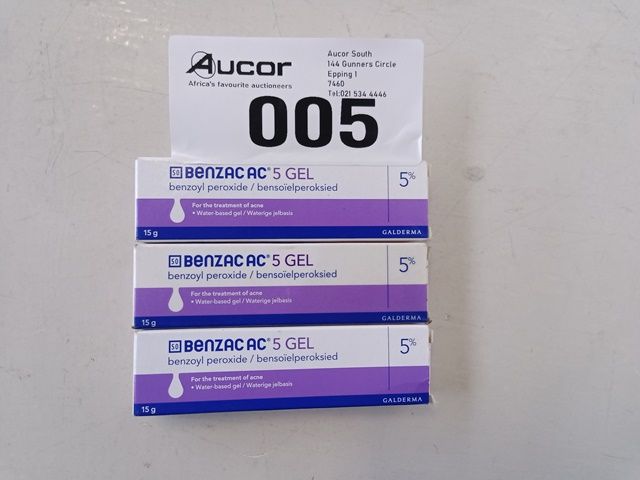 Aucor
Africa's favourite auctioneers
Aucor South
144 Gunners Circle
Epping 1
7460
Tel:021 534 4446
005
S0 BENZAC AC® 5 GEL
benzoyl peroxide / bensoïelperoksied
5%
For the treatment of acne
• Water-based gel / Waterige jelbasis
15 g
GALDERMA
S0 BENZAC AC® 5 GEL
benzoyl peroxide / bensoïelperoksied
5%
For the treatment of acne
• Water-based gel / Waterige jelbasis
15 g
GALDERMA
S0 BENZAC AC® 5 GEL
benzoyl peroxide / bensoïelperoksied
5%
For the treatment of acne
• Water-based gel / Waterige jelbasis
15 g
GALDERMA